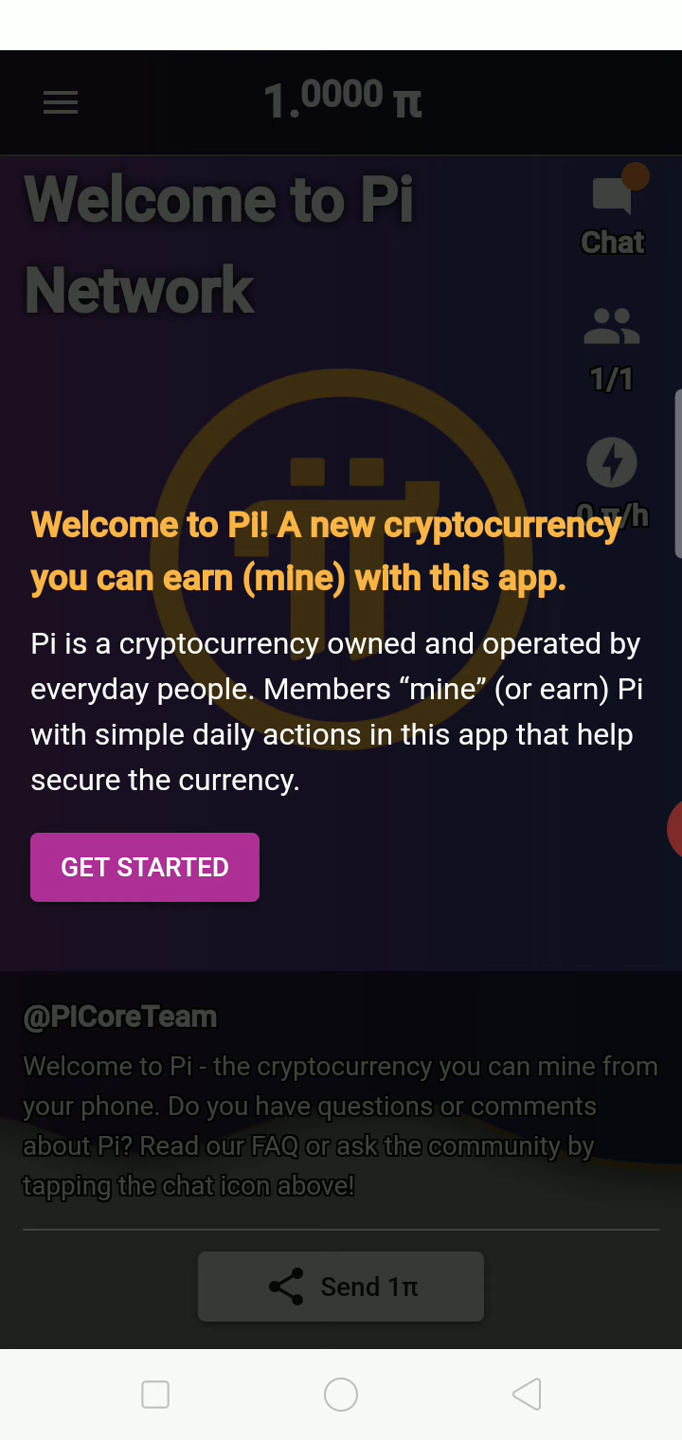 1.0000 π
Welcome to Pi
Network
Chat
1/1
0 π/h
Welcome to Pi! A new cryptocurrency
you can earn (mine) with this app.
Pi is a cryptocurrency owned and operated by
everyday people. Members “mine” (or earn) Pi
with simple daily actions in this app that help
secure the currency.
GET STARTED
@PiCoreTeam
Welcome to Pi - the cryptocurrency you can mine from
your phone. Do you have questions or comments
about Pi? Read our FAQ or ask the community by
tapping the chat icon above!
Send 1π